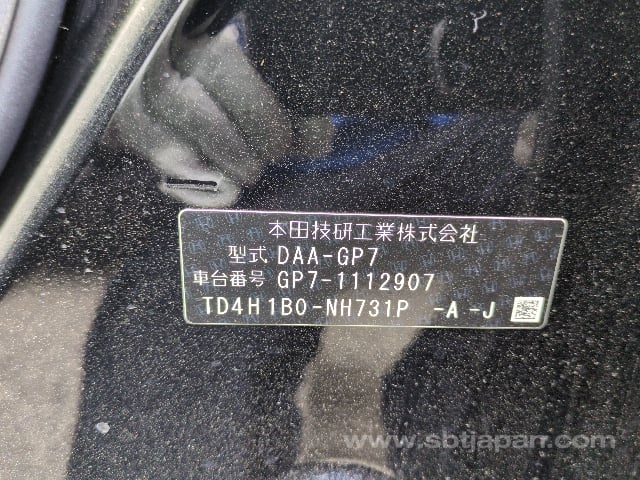 本田技研工業株式会社
型式 DAA-GP7
車台番号 GP7-1112907
TD4H1B0-NH731P -A -J
www.sbtjapan.com